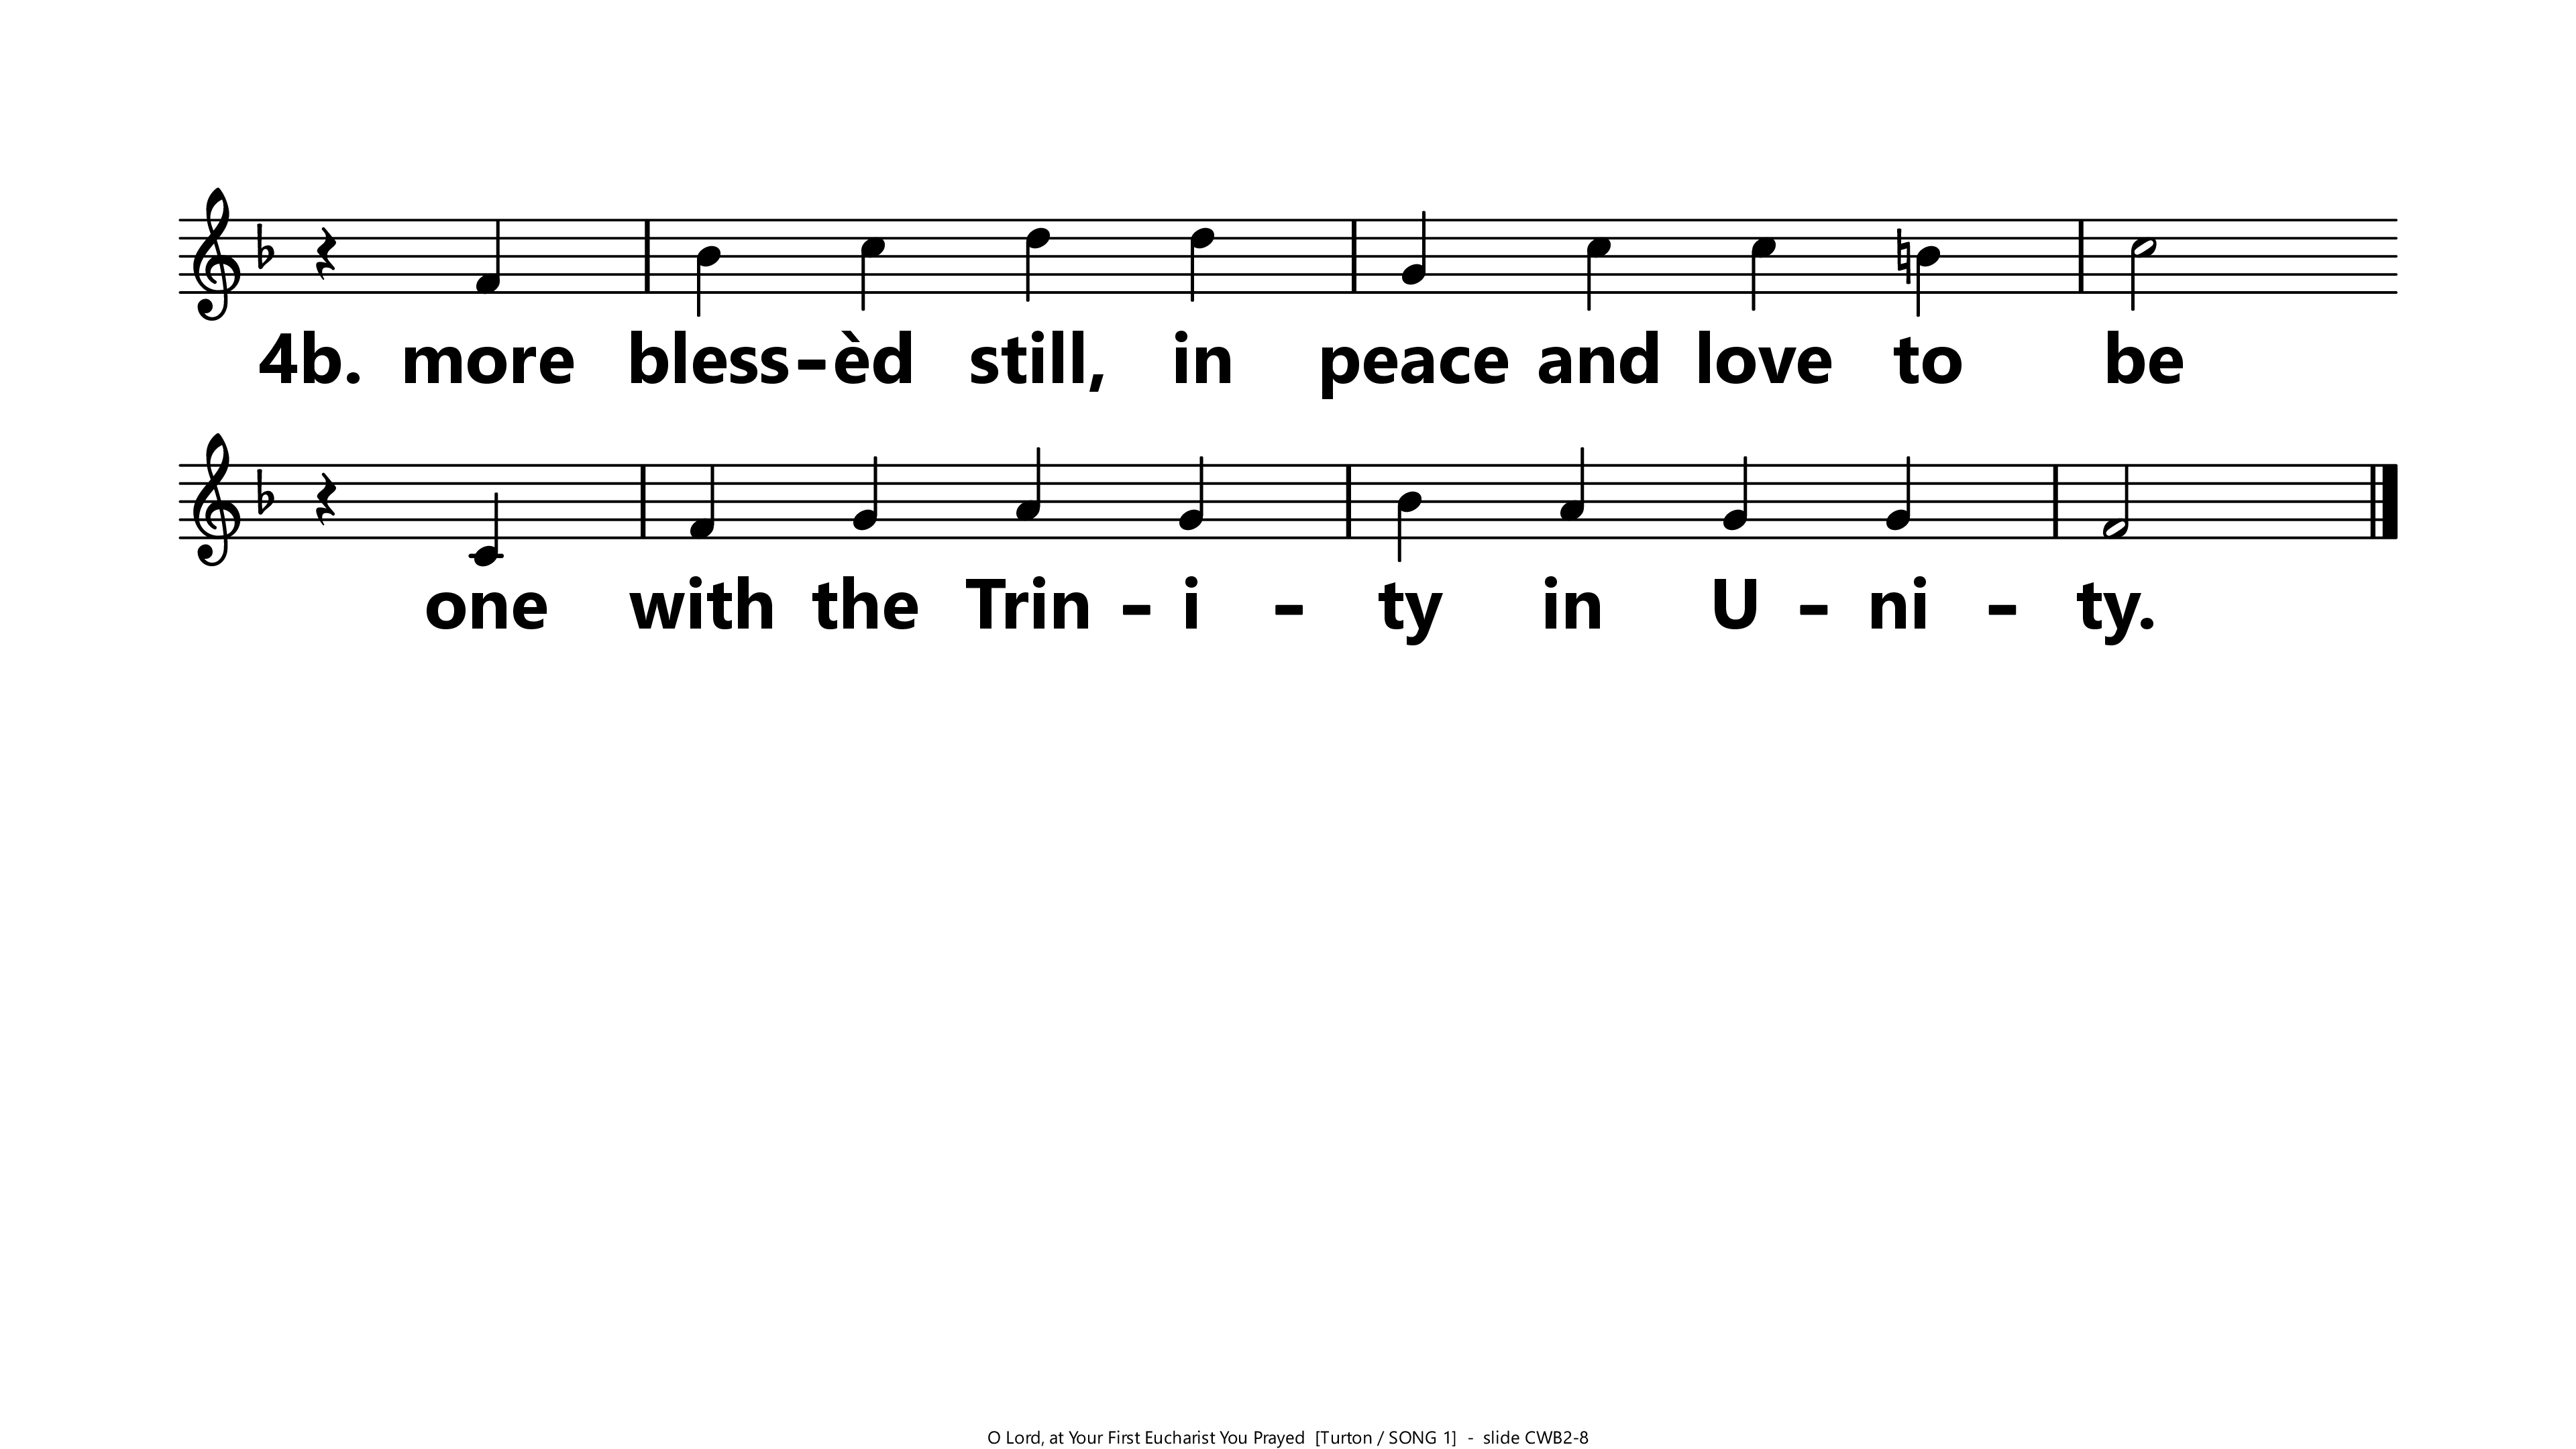 4b. more bless-èd still, in peace and love to be
one with the Trin - i - ty in U - ni - ty.
O Lord, at Your First Eucharist You Prayed [Turton / SONG 1] - slide CWB2-8